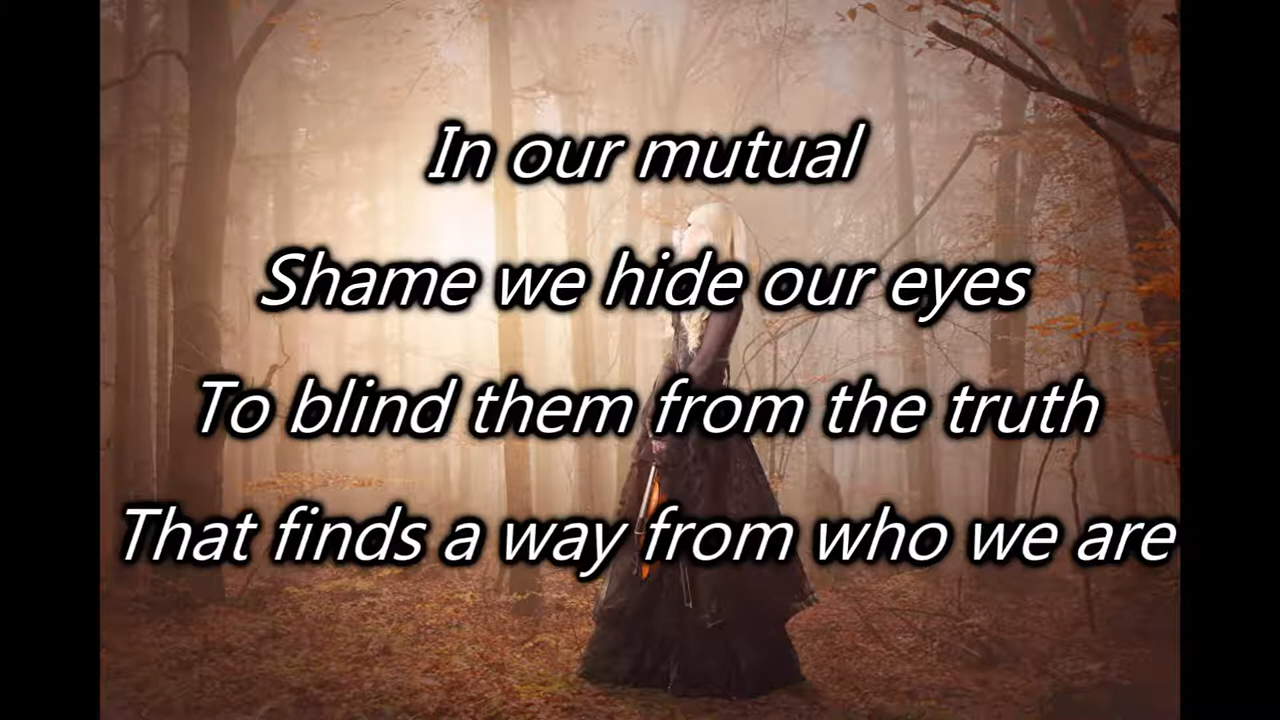 In our mutual
Shame we hide our eyes
To blind them from the truth
That finds a way from who we are